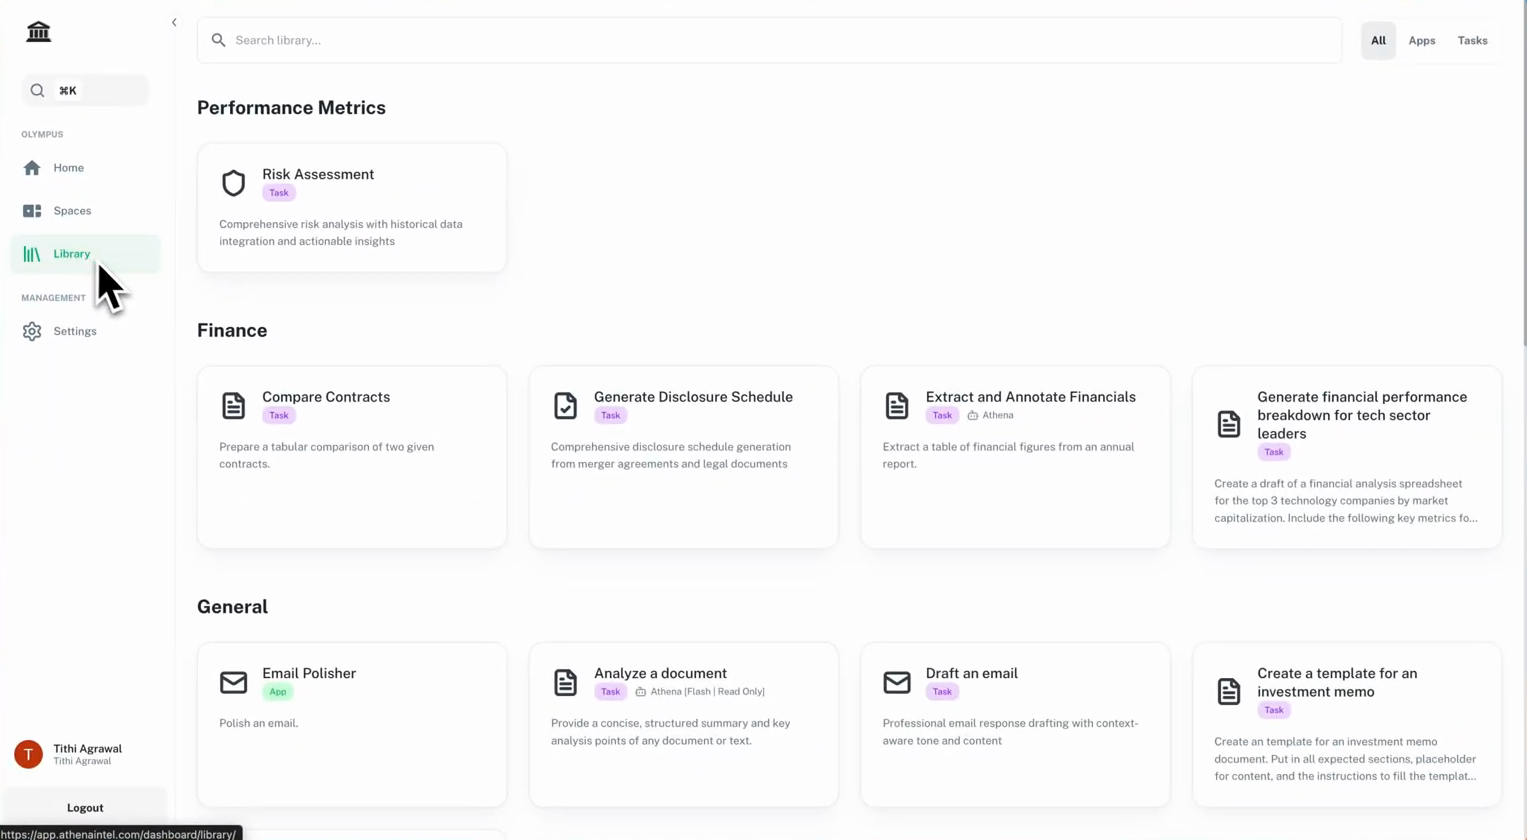 ⌘K
OLYMPUS
Home
Spaces
Library
MANAGEMENT
Settings
T
Tithi Agrawal
Tithi Agrawal
Logout
https://app.athenaintel.com/dashboard/library/
Search library...
All
Apps
Tasks
Performance Metrics
Risk Assessment
Task
Comprehensive risk analysis with historical data
integration and actionable insights
Finance
Compare Contracts
Task
Prepare a tabular comparison of two given
contracts.
Generate Disclosure Schedule
Task
Comprehensive disclosure schedule generation
from merger agreements and legal documents
Extract and Annotate Financials
Task Athena
Extract a table of financial figures from an annual
report.
Generate financial performance
breakdown for tech sector
leaders
Task
Create a draft of a financial analysis spreadsheet
for the top 3 technology companies by market
capitalization. Include the following key metrics fo...
General
Email Polisher
App
Polish an email.
Analyze a document
Task Athena [Flash | Read Only]
Provide a concise, structured summary and key
analysis points of any document or text.
Draft an email
Task
Professional email response drafting with context-
aware tone and content
Create a template for an
investment memo
Task
Create an template for an investment memo
document. Put in all expected sections, placeholder
for content, and the instructions to fill the templat...